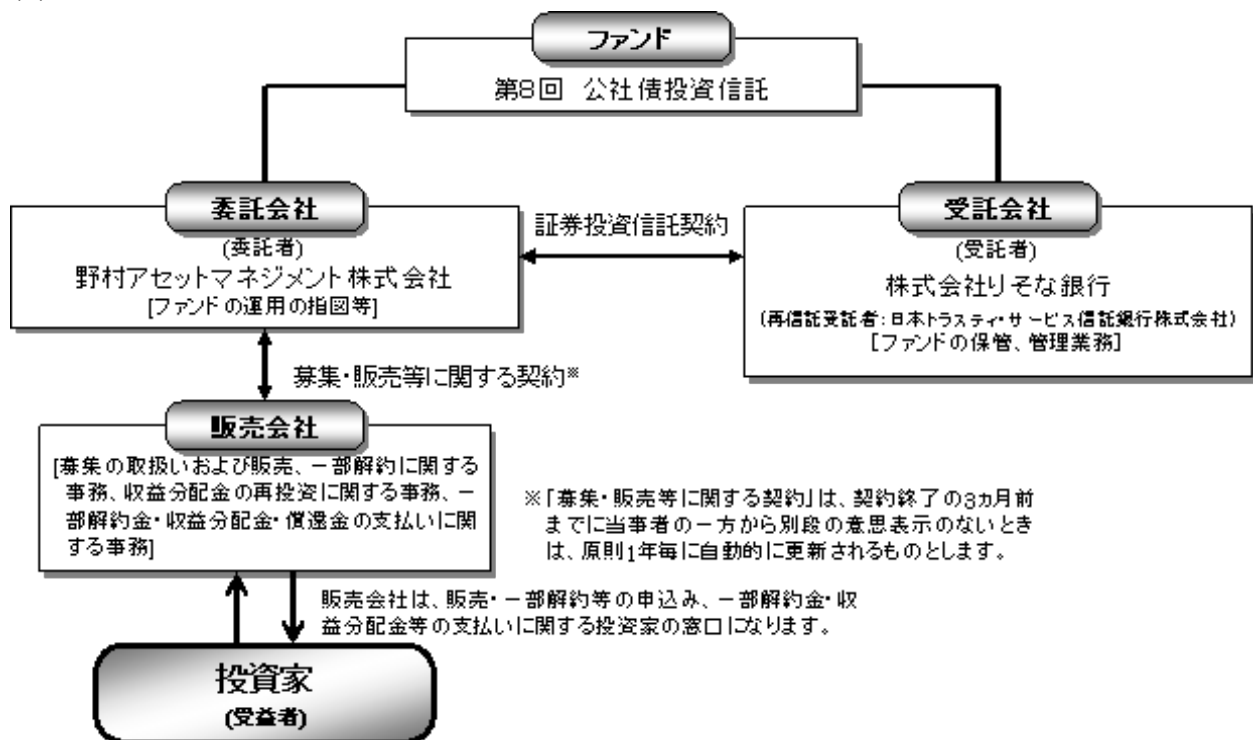 ファンド
第8回 公社債投資信託
委託会社
(委託者)
野村アセットマネジメント株式会社
[ファンドの運用の指図等]
証券投資信託契約
受託会社
(受託者)
株式会社りそな銀行
(再信託受託者:日本トラスティ・サービス信託銀行株式会社)
[ファンドの保管、管理業務]
募集・販売等に関する契約※
販売会社
[募集の取扱いおよび販売、一部解約に関する
事務、収益分配金の再投資に関する事務、一
部解約金・収益分配金・償還金の支払いに関
する事務]
※「募集・販売等に関する契約」は、契約終了の3ヵ月前
までに当事者の一方から別段の意思表示のないとき
は、原則1年毎に自動的に更新されるものとします。
販売会社は、販売・一部解約等の申込み、一部解約金・収
益分配金等の支払いに関する投資家の窓口になります。
投資家
(受益者)